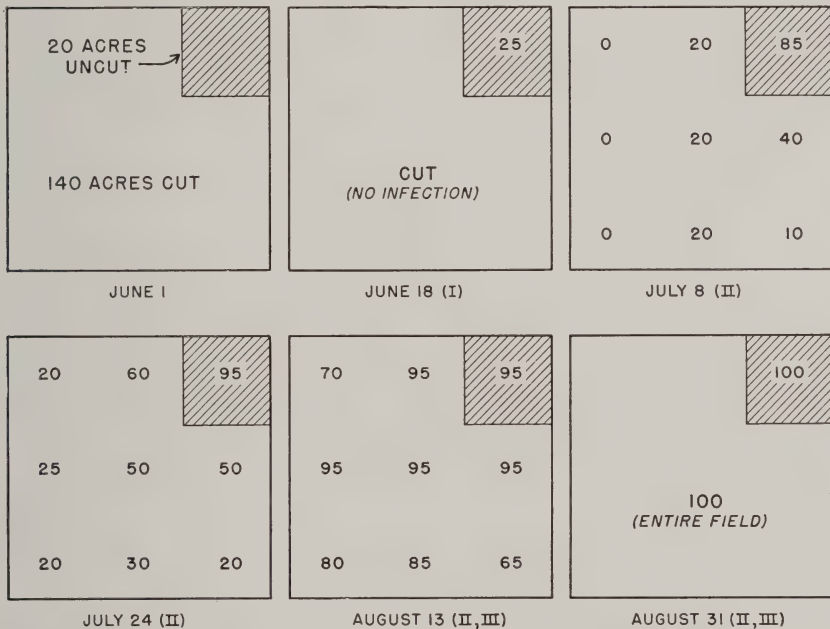 20 ACRES
UNCUT
140 ACRES CUT
JUNE 1
25
CUT
(NO INFECTION)
JUNE 18 (I)
0 20 85
0 20 40
0 20 10
JULY 8 (II)
20 60 95
25 50 50
20 30 20
JULY 24 (II)
70 95 95
95 95 95
80 85 65
AUGUST 13 (II,III)
100
100
(ENTIRE FIELD)
AUGUST 31 (II,III)